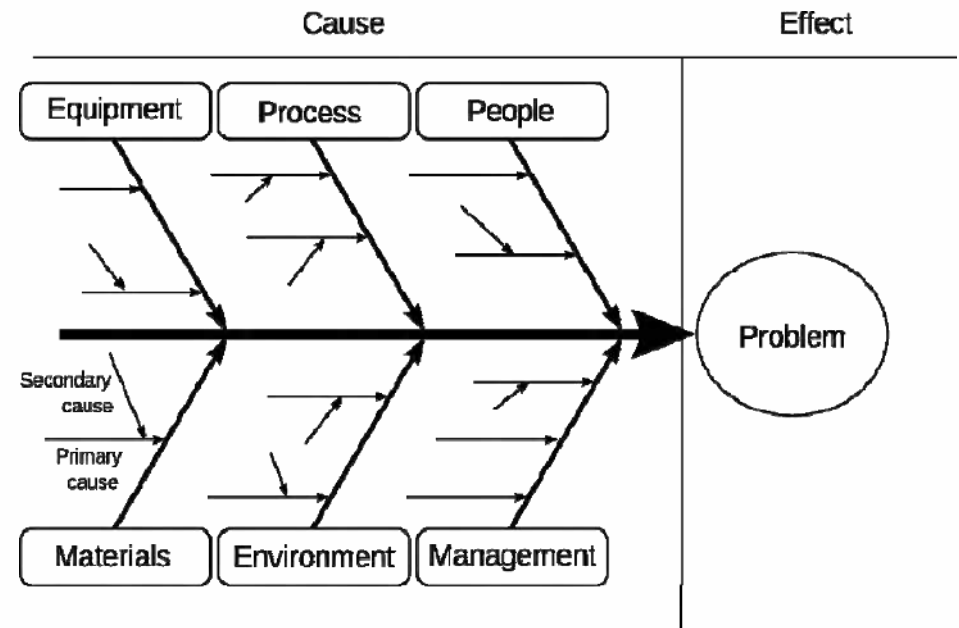 Cause
Effect
Equipment
Process
People
Problem
Secondary
cause
Primary
cause
Materials
Environment
Management